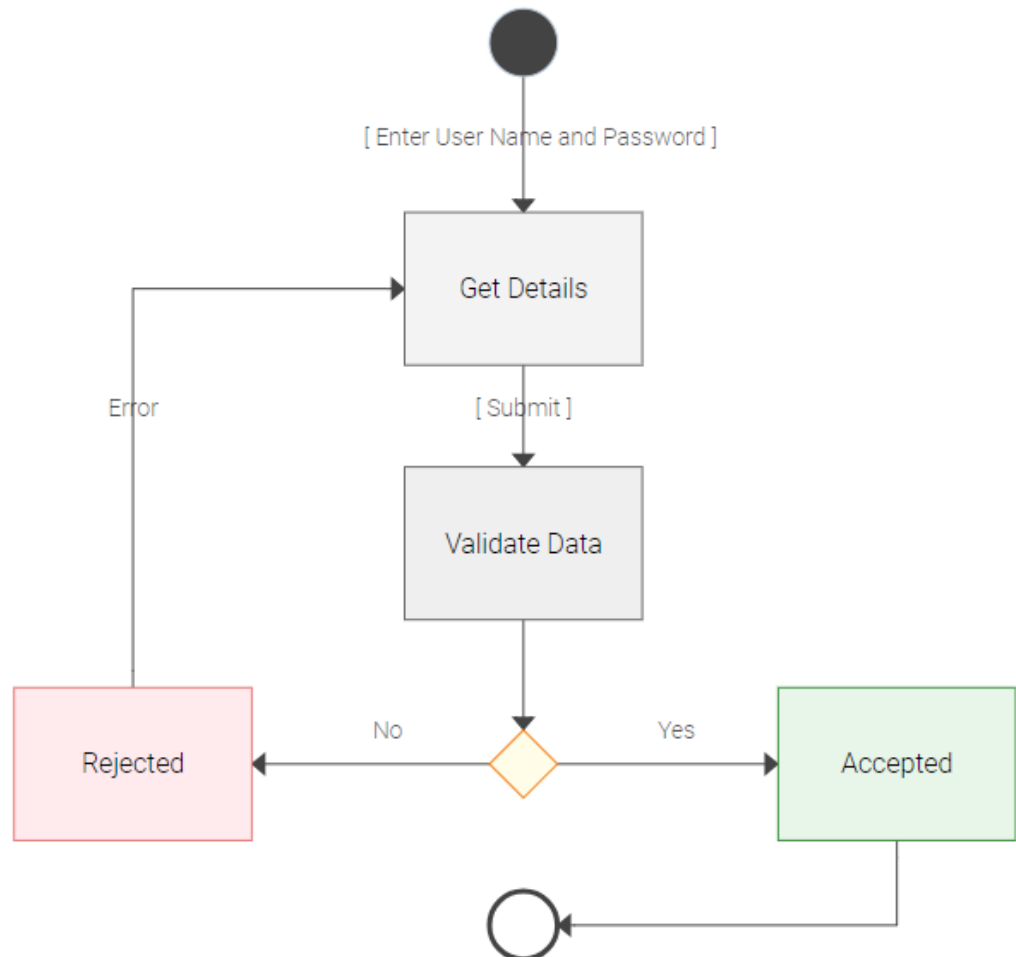 [ Enter User Name and Password ]
Get Details
Error
[ Submit ]
Validate Data
No
Yes
Rejected
Accepted